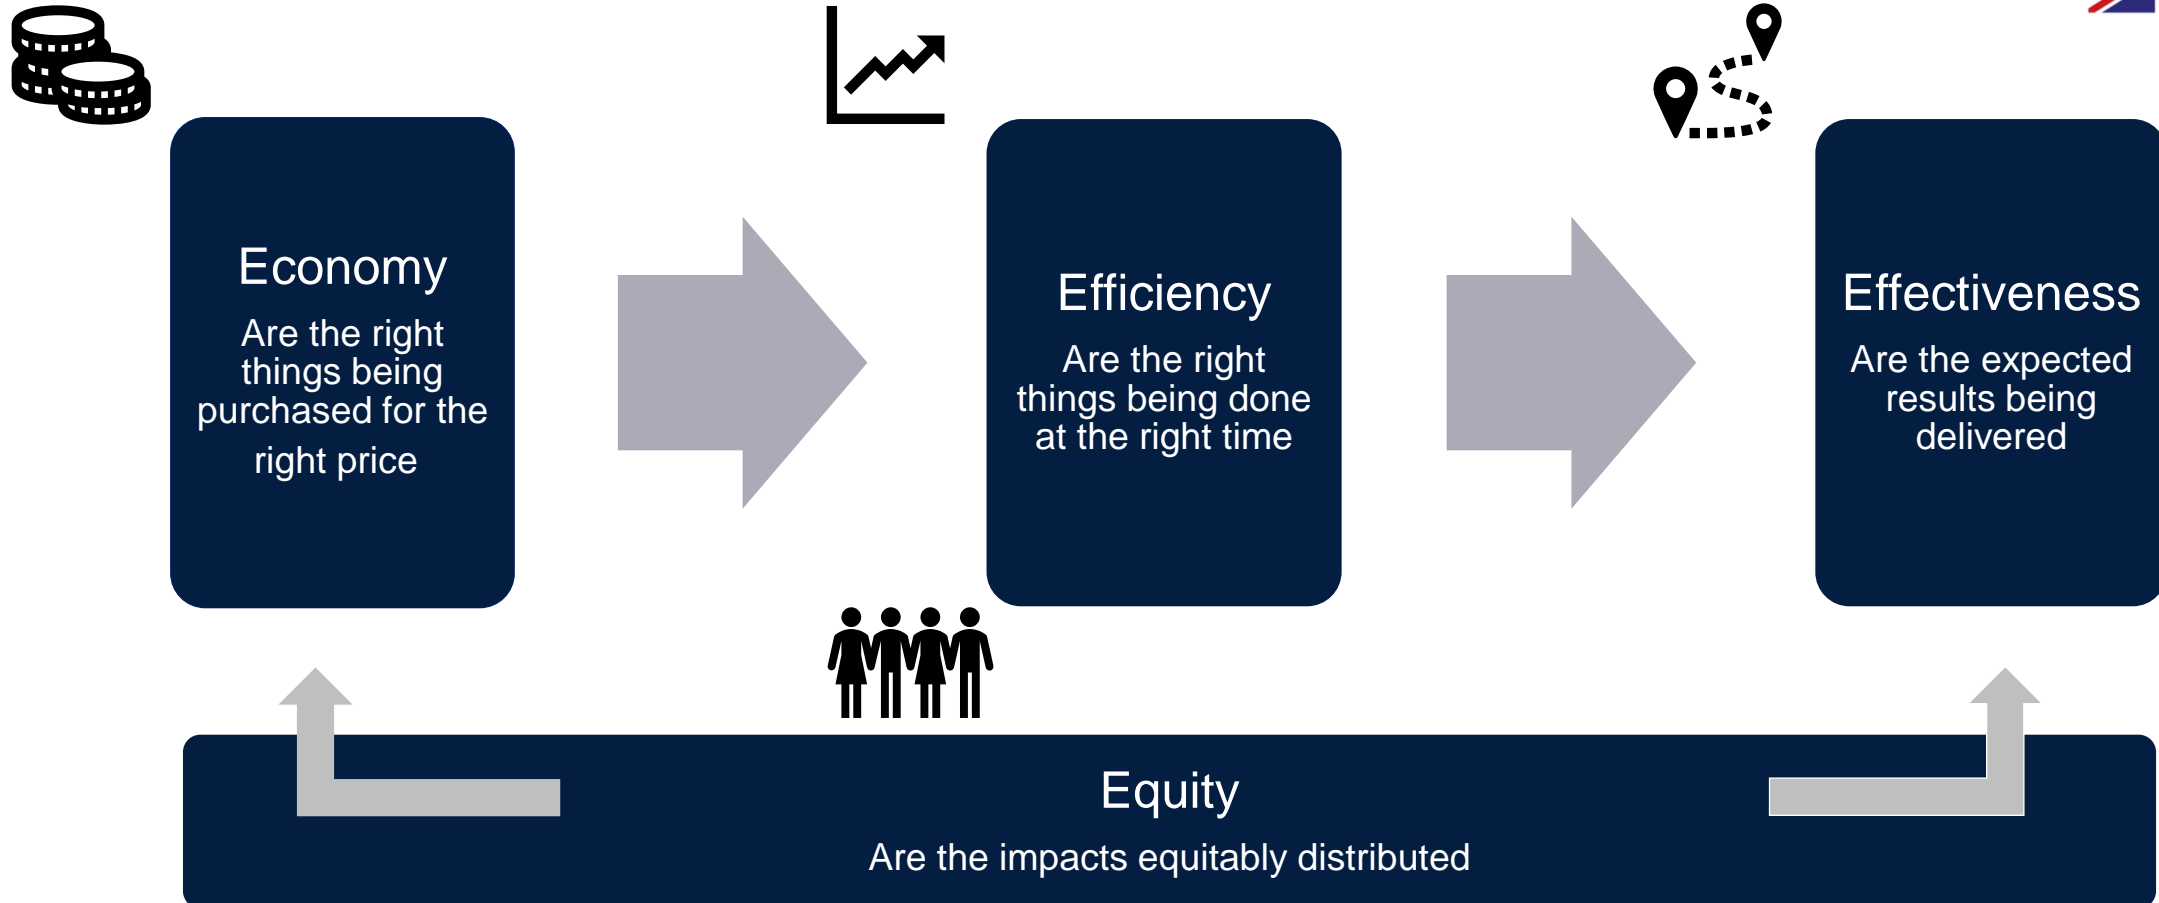 Economy
Are the right
things being
purchased for the
right price
Efficiency
Are the right
things being done
at the right time
Effectiveness
Are the expected
results being
delivered
Equity
Are the impacts equitably distributed